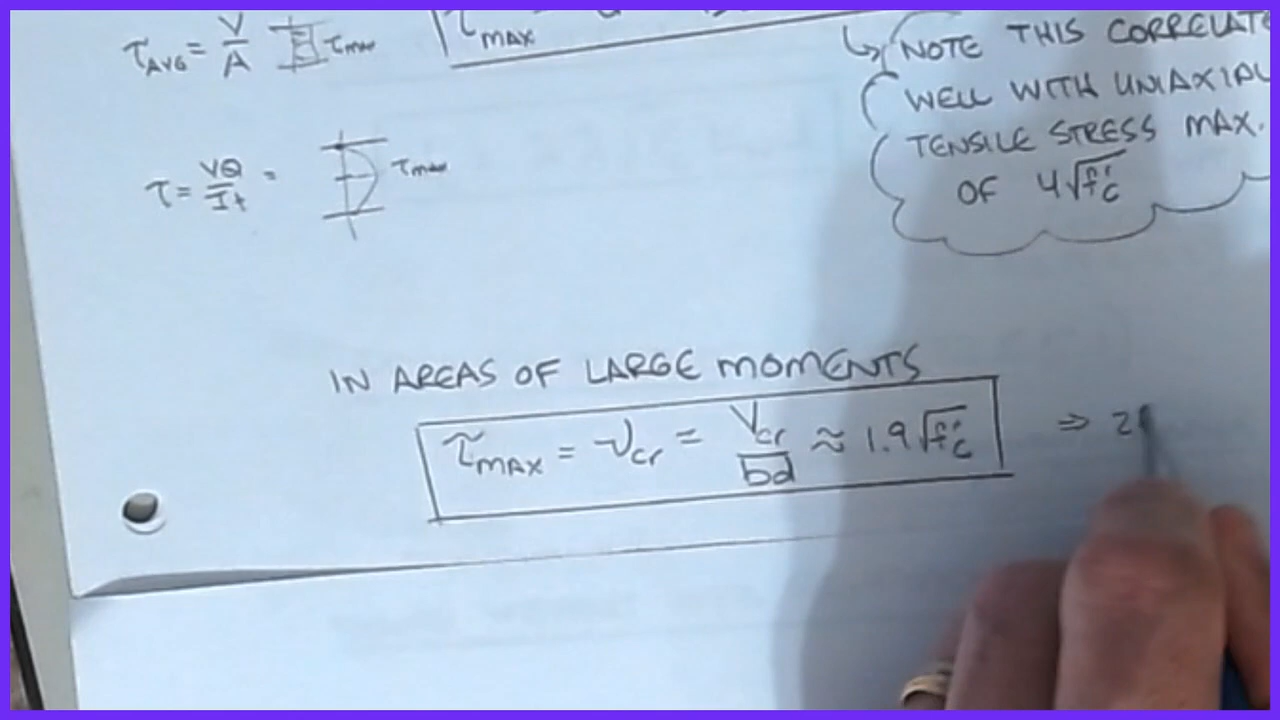 τAVG = V/A τmax
τMAX
NOTE THIS CORRELATE
WELL WITH UNIAXIAL
TENSILE STRESS MAX.
OF 4√f'c
τ = VQ/It = τmax
IN AREAS OF LARGE MOMENTS
τMAX = νcr = Vcr/bd ≈ 1.9√f'c ⇒ 2